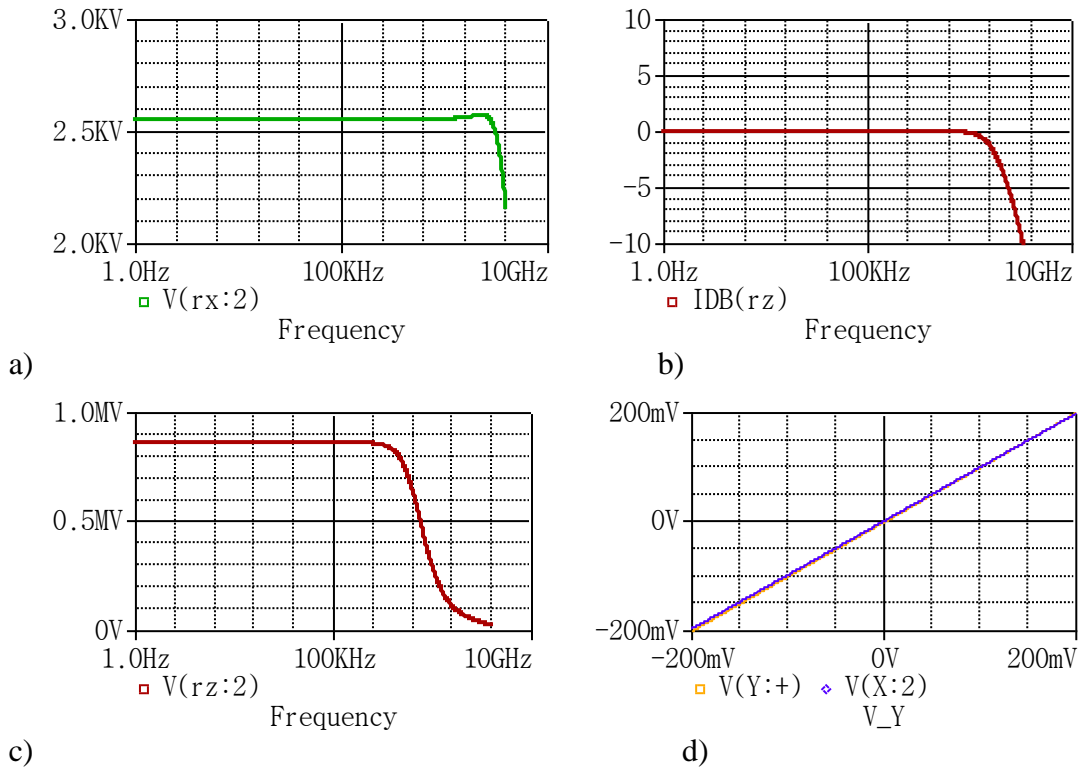 3.0KV
2.5KV
2.0KV
1.0Hz 100KHz 10GHz
V(rx:2)
Frequency
a)
10
5
0
-5
-10
1.0Hz 100KHz 10GHz
IDB(rz)
Frequency
b)
1.0MV
0.5MV
0V
1.0Hz 100KHz 10GHz
V(rz:2)
Frequency
c)
200mV
0V
-200mV
-200mV 0V 200mV
V(Y:+) V(X:2)
V_Y
d)